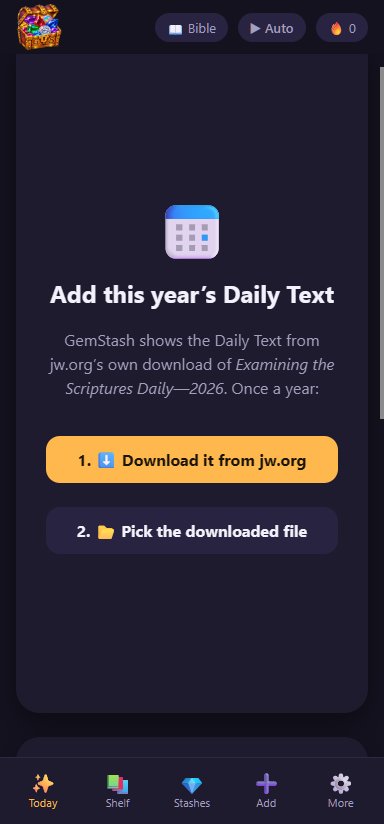 Bible
Auto
0
Add this year’s Daily Text
GemStash shows the Daily Text from
jw.org’s own download of Examining the
Scriptures Daily—2026. Once a year:
1. Download it from jw.org
2. Pick the downloaded file
Today
Shelf
Stashes
Add
More